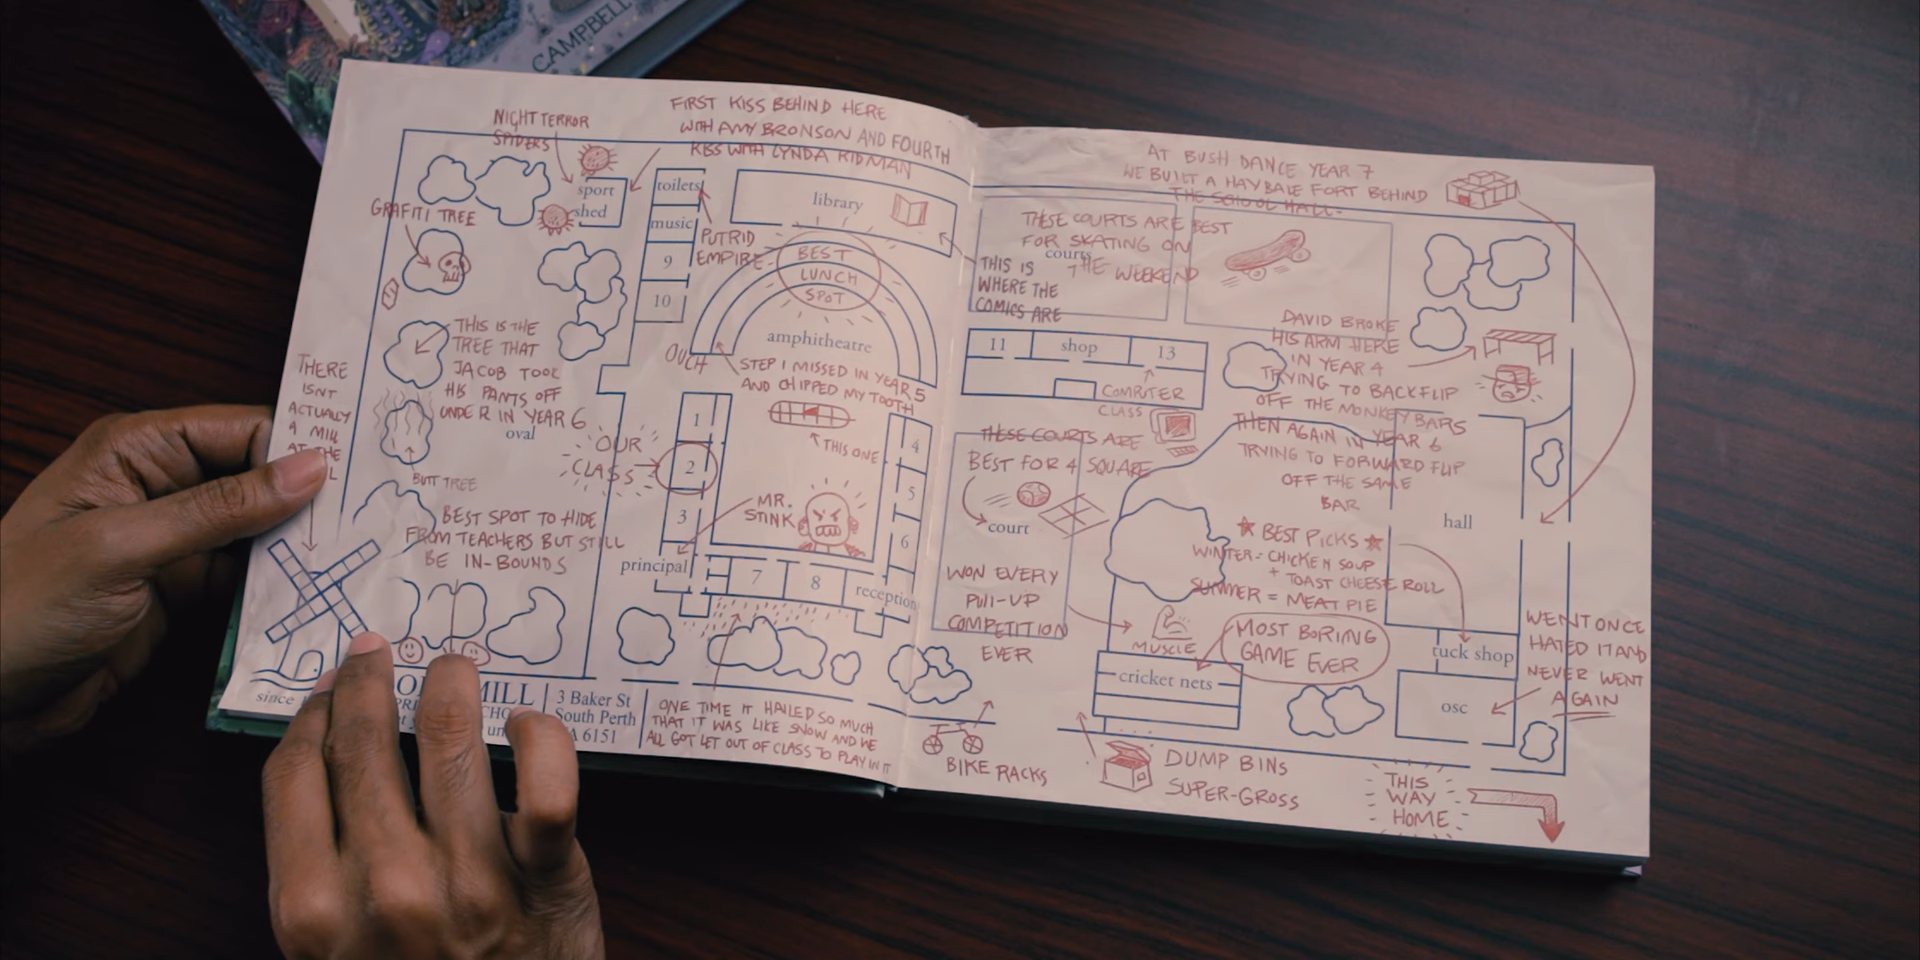 CAMPBELL
NIGHT TERROR
SPIDERS
FIRST KISS BEHIND HERE
WITH AMY BRONSON AND FOURTH
KISS WITH LYNDA RIDMAN
sport
shed
GRAFITI TREE
toilets
music
9
10
PUTRID
EMPIRE
library
BEST
LUNCH
SPOT
amphitheatre
OUCH
STEP I MISSED IN YEAR 5
AND CHIPPED MY TOOTH
THIS ONE
THIS IS THE
TREE THAT
JACOB TOOK
HIS PANTS OFF
UNDER IN YEAR 6
oval
THERE
ISNT
ACTUALLY
A MILL
AT THE
BUTT TREE
BEST SPOT TO HIDE
FROM TEACHERS BUT STILL
BE IN-BOUNDS
OUR
CLASS
1
2
3
4
5
6
MR.
STINK
principal
7
8
reception
since
MILL
3 Baker St
South Perth
6151
ONE TIME IT HAILED SO MUCH
THAT IT WAS LIKE SNOW AND WE
ALL GOT LET OUT OF CLASS TO PLAY IN IT
AT BUSH DANCE YEAR 7
WE BUILT A HAYBALE FORT BEHIND
THE SCHOOL HALL
THESE COURTS ARE BEST
FOR SKATING ON
THE WEEKEND
courts
THIS IS
WHERE THE
COMICS ARE
11
shop
13
COMPUTER
CLASS
DAVID BROKE
HIS ARM HERE
IN YEAR 4
TRYING TO BACKFLIP
OFF THE MONKEY BARS
THEN AGAIN IN YEAR 6
TRYING TO FORWARD FLIP
OFF THE SAME
BAR
THESE COURTS ARE
BEST FOR 4 SQUARE
court
hall
BEST PICKS
WINTER = CHICKEN SOUP
+ TOAST CHEESE ROLL
SUMMER = MEAT PIE
WON EVERY
PULL-UP
COMPETITION
EVER
MUSCLE
MOST BORING
GAME EVER
cricket nets
tuck shop
osc
WENT ONCE
HATED IT AND
NEVER WENT
AGAIN
BIKE RACKS
DUMP BINS
SUPER-GROSS
THIS
WAY
HOME